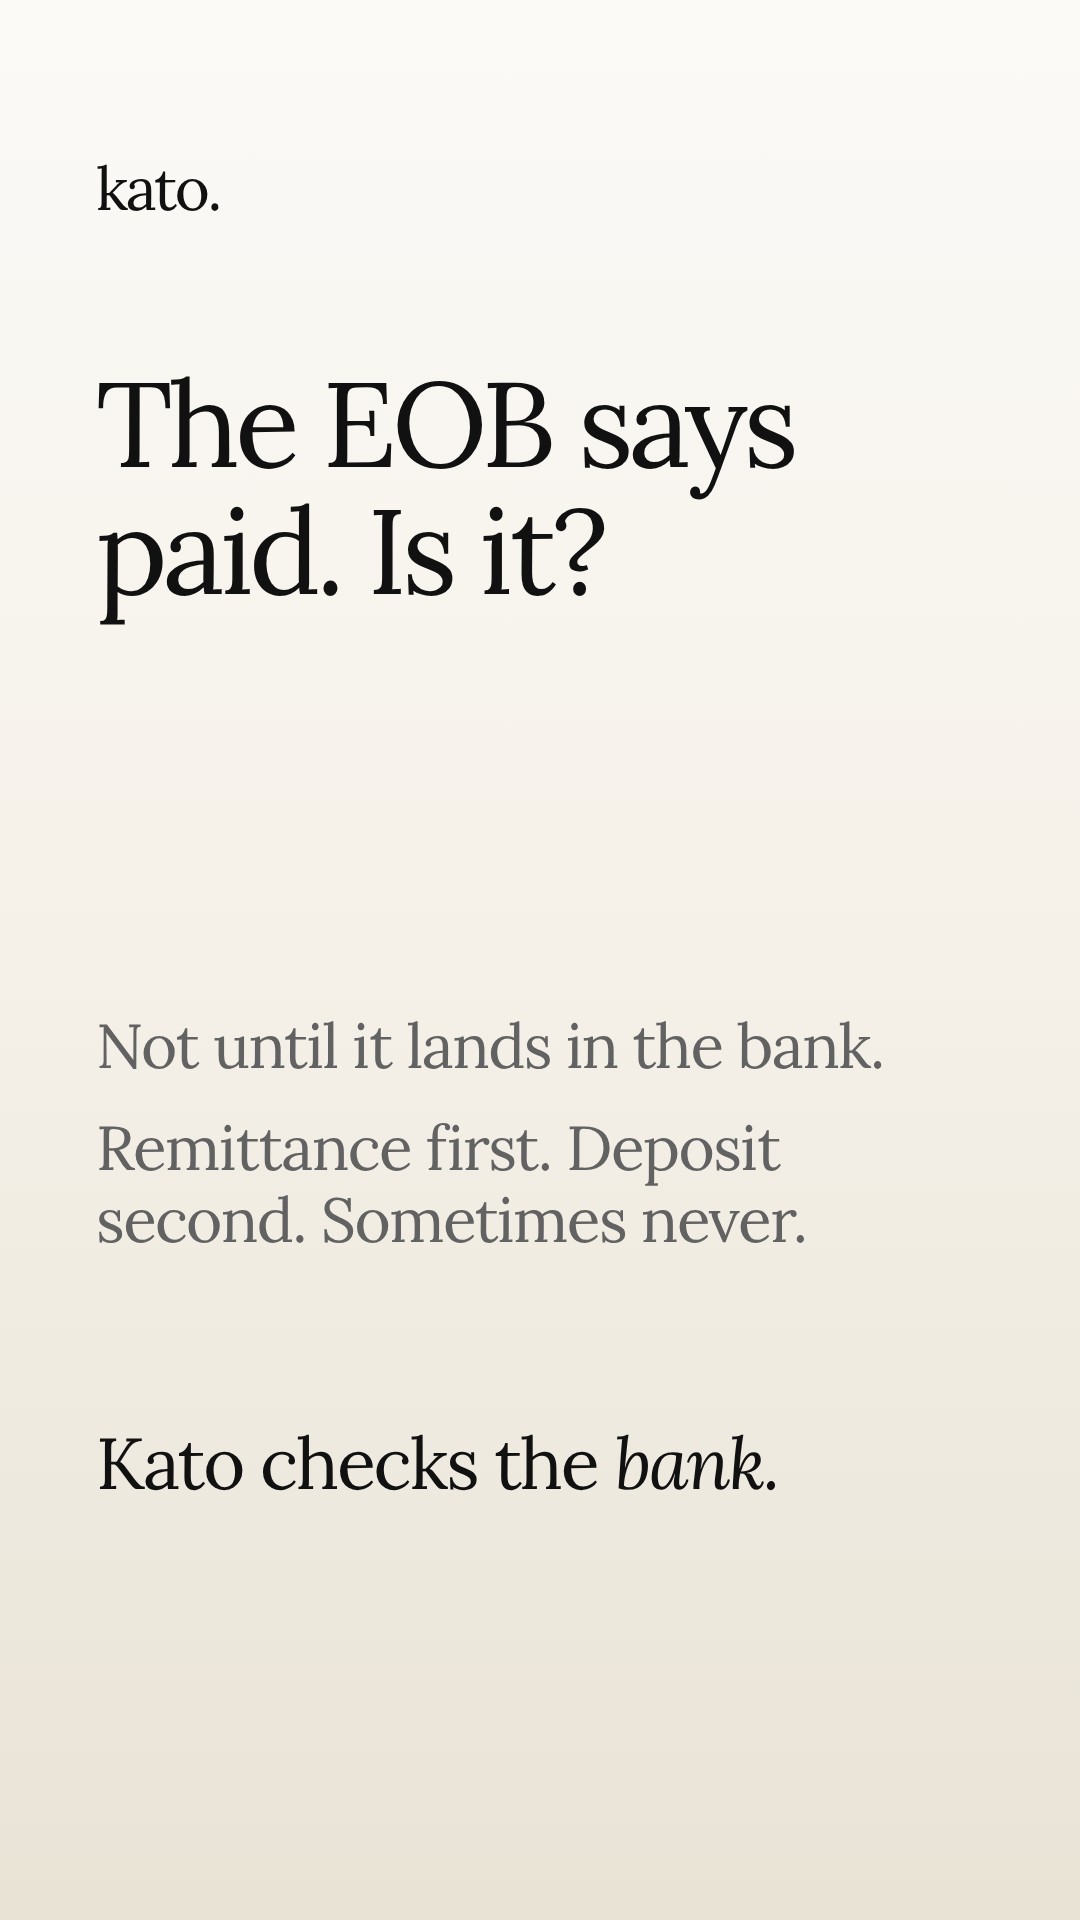 kato.
The EOB says
paid. Is it?
Not until it lands in the bank.
Remittance first. Deposit
second. Sometimes never.
Kato checks the bank.